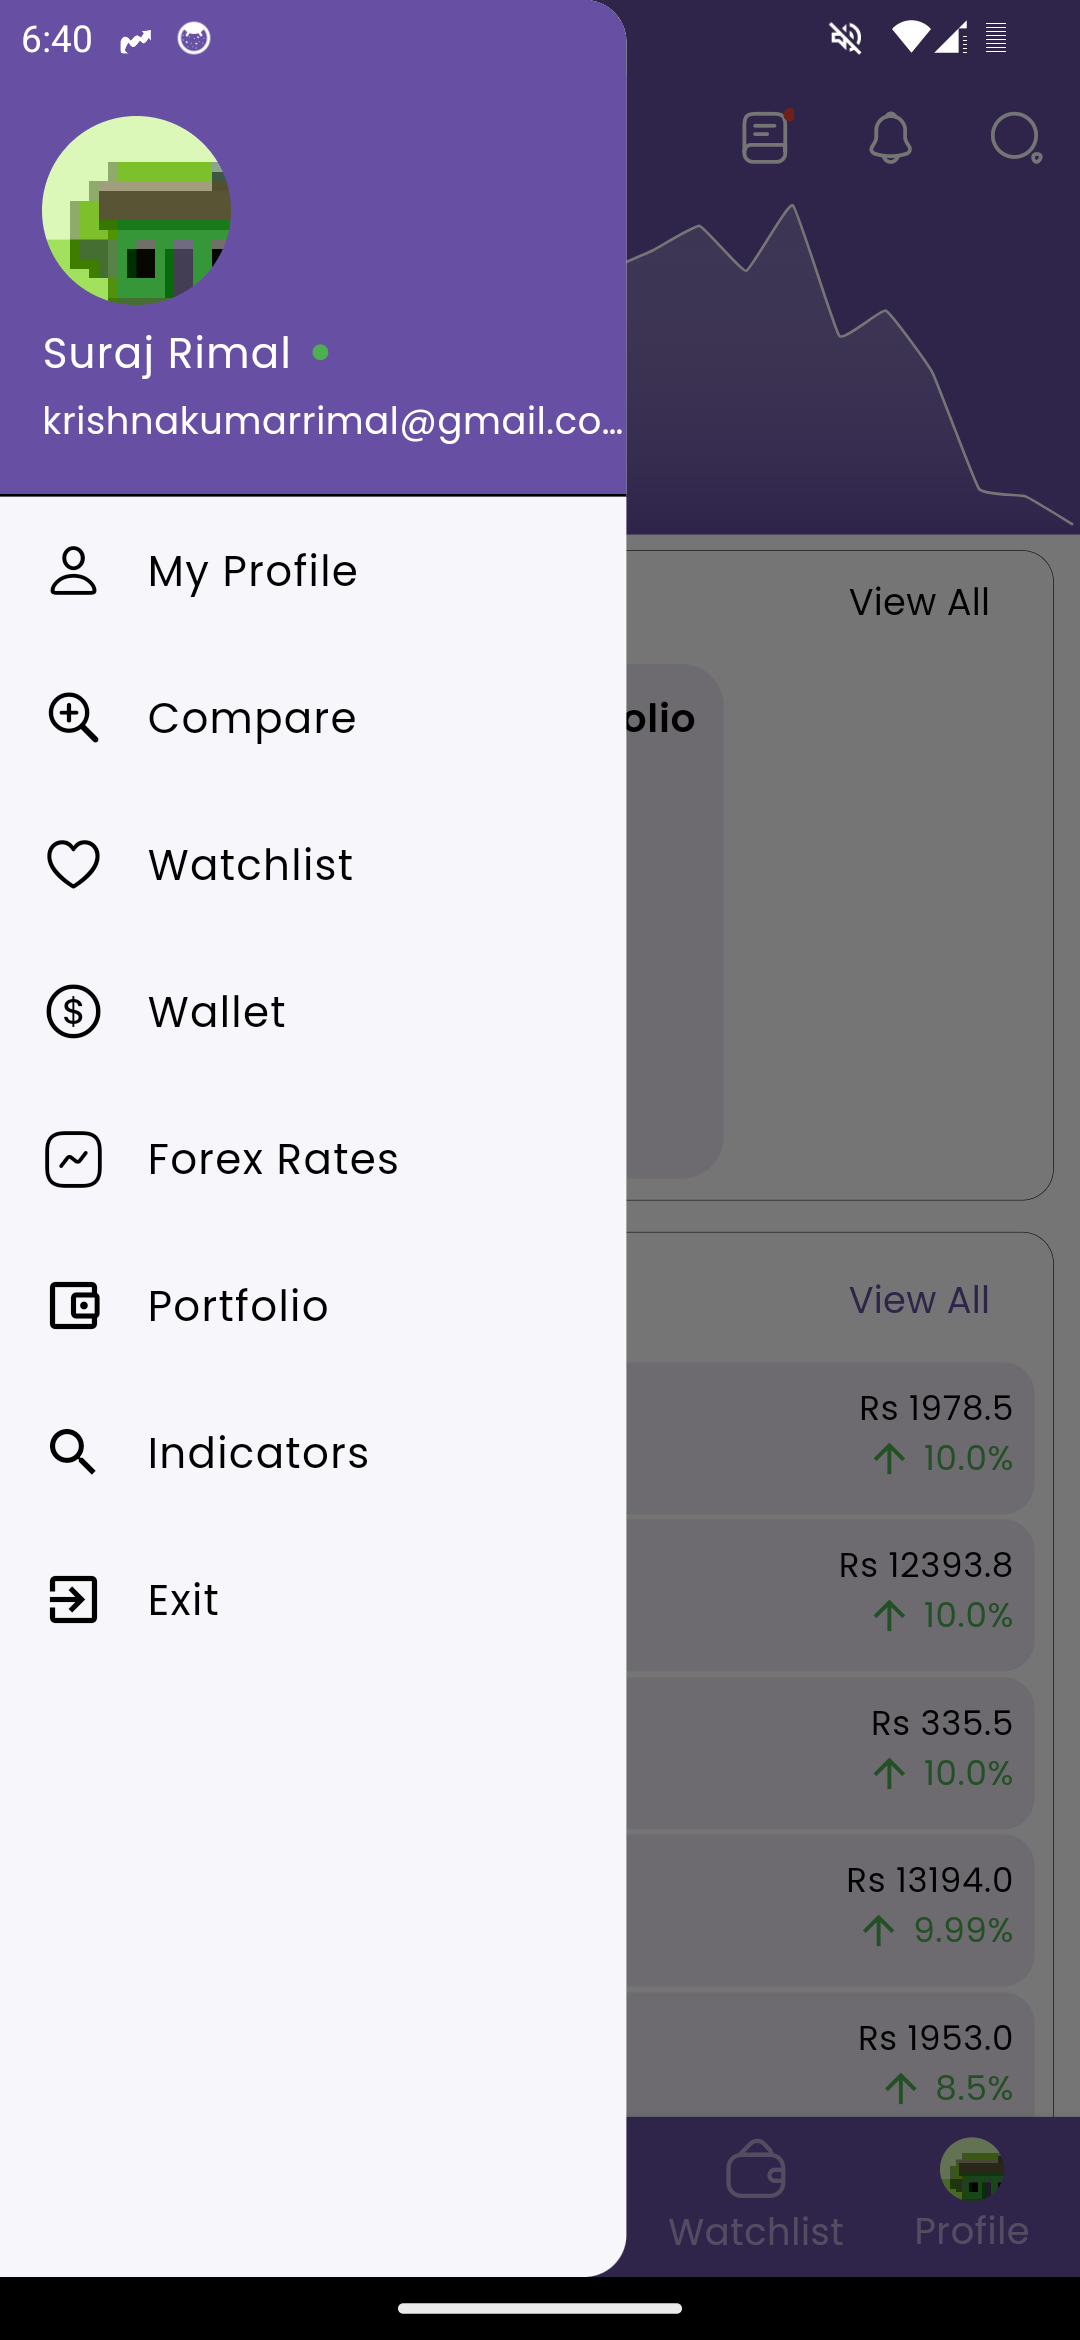 6:40
Suraj Rimal
krishnakumarrimal@gmail.co...
My Profile
Compare
Watchlist
Wallet
Forex Rates
Portfolio
Indicators
Exit
View All
olio
View All
Rs 1978.5
10.0%
Rs 12393.8
10.0%
Rs 335.5
10.0%
Rs 13194.0
9.99%
Rs 1953.0
8.5%
Watchlist
Profile